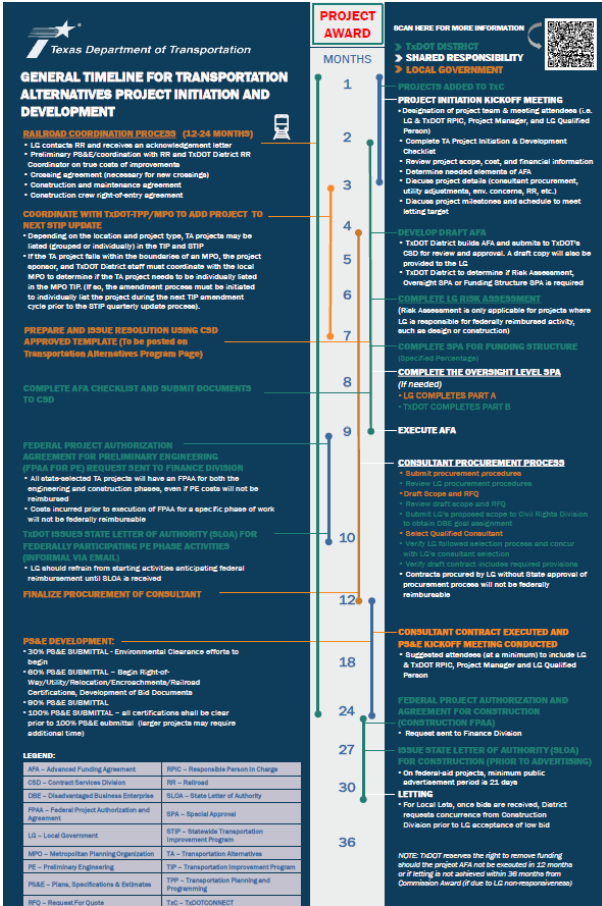 Texas Department of Transportation
GENERAL TIMELINE FOR TRANSPORTATION
ALTERNATIVES PROJECT INITIATION AND
DEVELOPMENT
RAILROAD COORDINATION PROCESS (12-24 MONTHS)
• LG contacts RR and receives an acknowledgement letter
• Preliminary PS&E/coordination with RR and TxDOT District RR
Coordinator on true costs of improvements
• Crossing agreement (necessary for new crossings)
• Construction and maintenance agreement
• Construction crew right-of-entry agreement
COORDINATE WITH TxDOT-TPP/MPO TO ADD PROJECT TO
NEXT STIP UPDATE
• Depending on the location and project type, TA projects may be
listed (grouped or individually) in the TIP and STIP
• If the TA project falls within the boundaries of an MPO, the project
sponsor, and TxDOT District staff must coordinate with the local
MPO to determine if the TA project needs to be individually listed
in the MPO TIP. (If so, the amendment process must be initiated
to individually list the project during the next TIP amendment
cycle prior to the STIP quarterly update process).
PREPARE AND ISSUE RESOLUTION USING CSD
APPROVED TEMPLATE (To be posted on
Transportation Alternatives Program Page)
COMPLETE AFA CHECKLIST AND SUBMIT DOCUMENTS
TO CSD
FEDERAL PROJECT AUTHORIZATION
AGREEMENT FOR PRELIMINARY ENGINEERING
(FPAA FOR PE) REQUEST SENT TO FINANCE DIVISION
• All state-selected TA projects will have an FPAA for both the
engineering and construction phases, even if PE costs will not be
reimbursed
• Costs incurred prior to execution of FPAA for a specific phase of work
will not be federally reimbursable
TxDOT ISSUES STATE LETTER OF AUTHORITY (SLOA) FOR
FEDERALLY PARTICIPATING PE PHASE ACTIVITIES
(INFORMAL VIA EMAIL)
• LG should refrain from starting activities anticipating federal
reimbursement until SLOA is received
FINALIZE PROCUREMENT OF CONSULTANT
PS&E DEVELOPMENT:
• 30% PS&E SUBMITTAL - Environmental Clearance efforts to
begin
• 60% PS&E SUBMITTAL – Begin Right-of-
Way/Utility/Relocation/Encroachments/Railroad
Certifications, Development of Bid Documents
• 90% PS&E SUBMITTAL
• 100% PS&E SUBMITTAL – all certifications shall be clear
prior to 100% PS&E submittal (larger projects may require
additional time)
LEGEND:
AFA – Advanced Funding Agreement
RPIC – Responsible Person In Charge
CSD – Contract Services Division
RR – Railroad
DBE – Disadvantaged Business Enterprise
SLOA – State Letter of Authority
FPAA – Federal Project Authorization and
Agreement
SPA – Special Approval
LG – Local Government
STIP – Statewide Transportation
Improvement Program
MPO – Metropolitan Planning Organization
TA – Transportation Alternatives
PE – Preliminary Engineering
TIP – Transportation Improvement Program
PS&E – Plans, Specifications & Estimates
TPP – Transportation Planning and
Programming
RFQ – Request For Quote
TxC – TxDOTCONNECT
PROJECT
AWARD
MONTHS
1
2
3
4
5
6
7
8
9
10
12
18
24
27
30
36
SCAN HERE FOR MORE INFORMATION
> TxDOT DISTRICT
> SHARED RESPONSIBILITY
> LOCAL GOVERNMENT
PROJECTS ADDED TO TxC
PROJECT INITIATION KICKOFF MEETING
• Designation of project team & meeting attendees (i.e.
LG & TxDOT RPIC, Project Manager, and LG Qualified
Person)
• Complete TA Project Initiation & Development
Checklist
• Review project scope, cost, and financial information
• Determine needed elements of AFA
• Discuss project details (consultant procurement,
utility adjustments, env. concerns, RR, etc.)
• Discuss project milestones and schedule to meet
letting target
DEVELOP DRAFT AFA
• TxDOT District builds AFA and submits to TxDOT's
CSD for review and approval. A draft copy will also be
provided to the LG
• TxDOT District to determine if Risk Assessment,
Oversight SPA or Funding Structure SPA is required
COMPLETE LG RISK ASSESSMENT
(Risk Assessment is only applicable for projects where
LG is responsible for federally reimbursed activity,
such as design or construction)
COMPLETE SPA FOR FUNDING STRUCTURE
(Specified Percentage)
COMPLETE THE OVERSIGHT LEVEL SPA
(If needed)
• LG COMPLETES PART A
• TxDOT COMPLETES PART B
EXECUTE AFA
CONSULTANT PROCUREMENT PROCESS
• Submit procurement procedures
• Review LG procurement procedures
• Draft Scope and RFQ
• Review draft scope and RFQ
• Submit LG's proposed scope to Civil Rights Division
to obtain DBE goal assignment
• Select Qualified Consultant
• Verify LG followed selection process and concur
with LG's consultant selection
• Verify draft contract includes required provisions
• Contracts procured by LG without State approval of
procurement process will not be federally
reimbursable
CONSULTANT CONTRACT EXECUTED AND
PS&E KICKOFF MEETING CONDUCTED
• Suggested attendees (at a minimum) to include LG
& TxDOT RPIC, Project Manager and LG Qualified
Person
FEDERAL PROJECT AUTHORIZATION AND
AGREEMENT FOR CONSTRUCTION
(CONSTRUCTION FPAA)
• Request sent to Finance Division
ISSUE STATE LETTER OF AUTHORITY (SLOA)
FOR CONSTRUCTION (PRIOR TO ADVERTISING)
• On federal-aid projects, minimum public
advertisement period is 21 days
LETTING
• For Local Lets, once bids are received, District
requests concurrence from Construction
Division prior to LG acceptance of low bid
NOTE: TxDOT reserves the right to remove funding
should the project AFA not be executed in 12 months
or if letting is not achieved within 36 months from
Commission Award (if due to LG non-responsiveness)